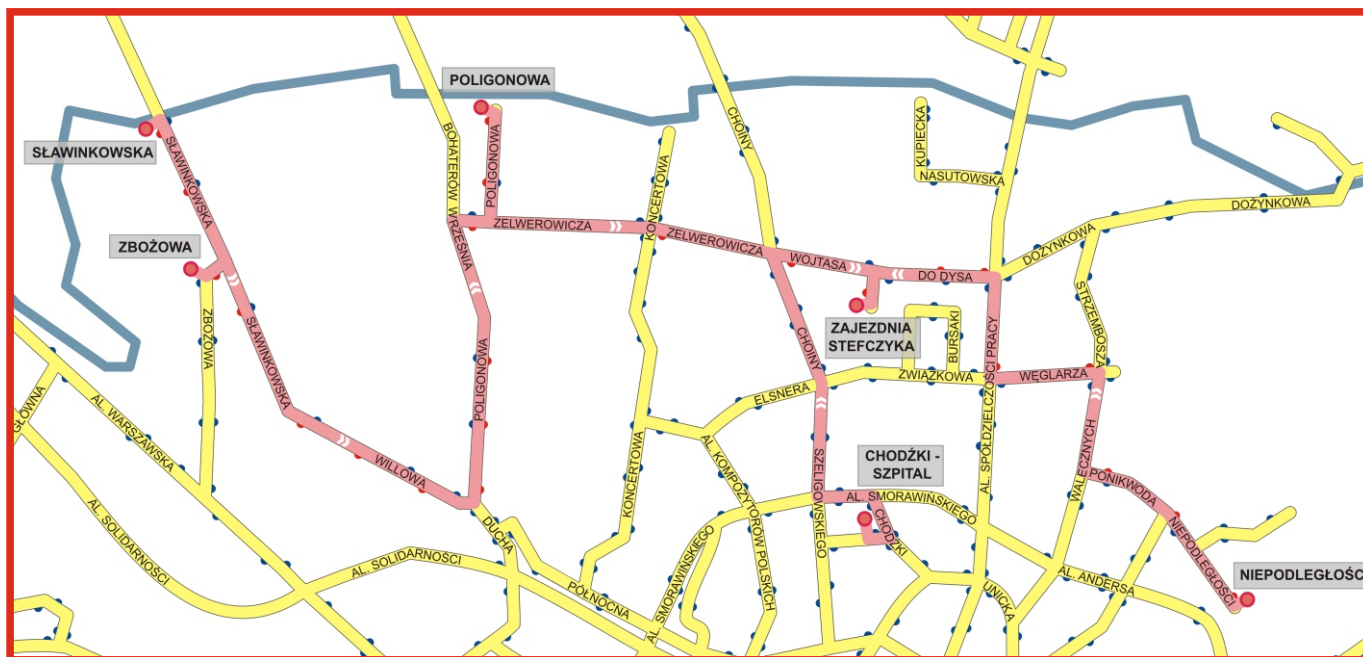 POLIGONOWA
SŁAWINKOWSKA
SŁAWINKOWSKA
BOHATERÓW WRZEŚNIA
POLIGONOWA
KONCERTOWA
CHOINY
KUPIECKA
NASUTOWSKA
DOŻYNKOWA
ZBOŻOWA
ZELWEROWICZA
ZELWEROWICZA
WOJTASA
DO DYSA
DOŻYNKOWA
ZBOŻOWA
SŁAWINKOWSKA
POLIGONOWA
CHOINY
ZAJEZDNIA
STEFCZYKA
BURSAKI
STRZEMBOSZA
GŁÓWNA
AL. WARSZAWSKA
ELSNERA
ZWIĄZKOWA
AL. SPÓŁDZIELCZOŚCI PRACY
WĘGLARZA
WILLOWA
KONCERTOWA
AL. KOMPOZYTORÓW POLSKICH
SZELIGOWSKIEGO
CHODŹKI -
SZPITAL
WALECZNYCH
PONIKWODA
AL. SOLIDARNOŚCI
DUCHA
AL. SMORAWIŃSKIEGO
CHODŹKI
NIEPODLEGŁOŚCI
AL. SOLIDARNOŚCI
PÓŁNOCNA
AL. SMORAWIŃSKIEGO
UNICKA
AL. ANDERSA
NIEPODLEGŁOŚC